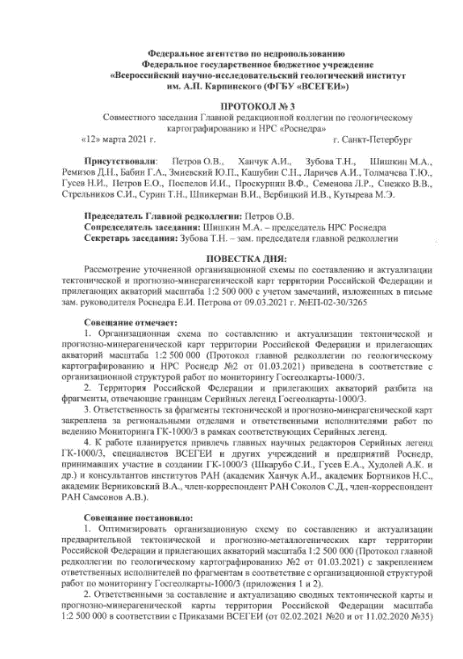 Федеральное агентство по недропользованию
Федеральное государственное бюджетное учреждение
«Всероссийский научно-исследовательский геологический институт
им. А.П. Карпинского (ФГБУ «ВСЕГЕИ»)
ПРОТОКОЛ № 3
Совместного заседания Главной редакционной коллегии по геологическому
картографированию и НРС «Роснедра»
«12» марта 2021 г. г. Санкт-Петербург
Присутствовали: Петров О.В., Ханчук А.И., Зубова Т.Н., Шишкин М.А.,
Ремизов Д.Н., Бабин Г.А., Змиевский Ю.П., Кашубин С.Н., Ларичев А.И., Толмачева Т.Ю.,
Гусев Н.И., Петров Е.О., Поспелов И.И., Проскурнин В.Ф., Семенова Л.Р., Снежко В.В.,
Стрельников С.И., Сурин Т.Н., Шпикерман В.И., Вербицкий И.В., Кутырева М.Э.
Председатель Главной редколлегии: Петров О.В.
Сопредседатель заседания: Шишкин М.А. – председатель НРС Роснедра
Секретарь заседания: Зубова Т.Н. – зам. председателя главной редколлегии
ПОВЕСТКА ДНЯ:
Рассмотрение уточненной организационной схемы по составлению и актуализации
тектонической и прогнозно-минерагенической карт территории Российской Федерации и
прилегающих акваторий масштаба 1:2 500 000 с учетом замечаний, изложенных в письме
зам. руководителя Роснедра Е.И. Петрова от 09.03.2021 г. №ЕП-02-30/3265
Совещание отмечает:
1. Организационная схема по составлению и актуализации тектонической и
прогнозно-минерагенической карт территории Российской Федерации и прилегающих
акваторий масштаба 1:2 500 000 (Протокол главной редколлегии по геологическому
картографированию и НРС Роснедр №2 от 01.03.2021) приведена в соответствие с
организационной структурой работ по мониторингу Госгеолкарты-1000/3.
2. Территория Российской Федерации и прилегающих акваторий разбита на
фрагменты, отвечающие границам Серийных легенд Госгеолкарты-1000/3.
3. Ответственность за фрагменты тектонической и прогнозно-минерагенической карт
закреплена за региональными отделами и ответственными исполнителями работ по
ведению Мониторинга ГК-1000/3 в рамках соответствующих Серийных легенд.
4. К работе планируется привлечь главных научных редакторов Серийных легенд
ГК-1000/3, специалистов ВСЕГЕИ и других учреждений и предприятий Роснедр,
принимавших участие в создании ГК-1000/3 (Шкарубо С.И., Гусев Е.А., Худолей А.К. и
др.) и консультантов институтов РАН (академик Ханчук А.И., академик Бортников Н.С.,
академик Верниковский В.А., член-корреспондент РАН Соколов С.Д., член-корреспондент
РАН Самсонов А.В.).
Совещание постановило:
1. Оптимизировать организационную схему по составлению и актуализации
предварительной тектонической и прогнозно-металлогенических карт территории
Российской Федерации и прилегающих акваторий масштаба 1:2 500 000 (Протокол главной
редколлегии по геологическому картографированию №2 от 01.03.2021) с закреплением
ответственных исполнителей по фрагментам в соответствие с организационной структурой
работ по мониторингу Госгеолкарты-1000/3 (приложения 1 и 2).
2. Ответственными за составление и актуализацию сводных тектонической карты и
прогнозно-минерагенической карты территории Российской Федерации масштаба
1:2 500 000 в соответствии с Приказами ВСЕГЕИ (от 02.02.2021 №20 и от 11.02.2020 №35)